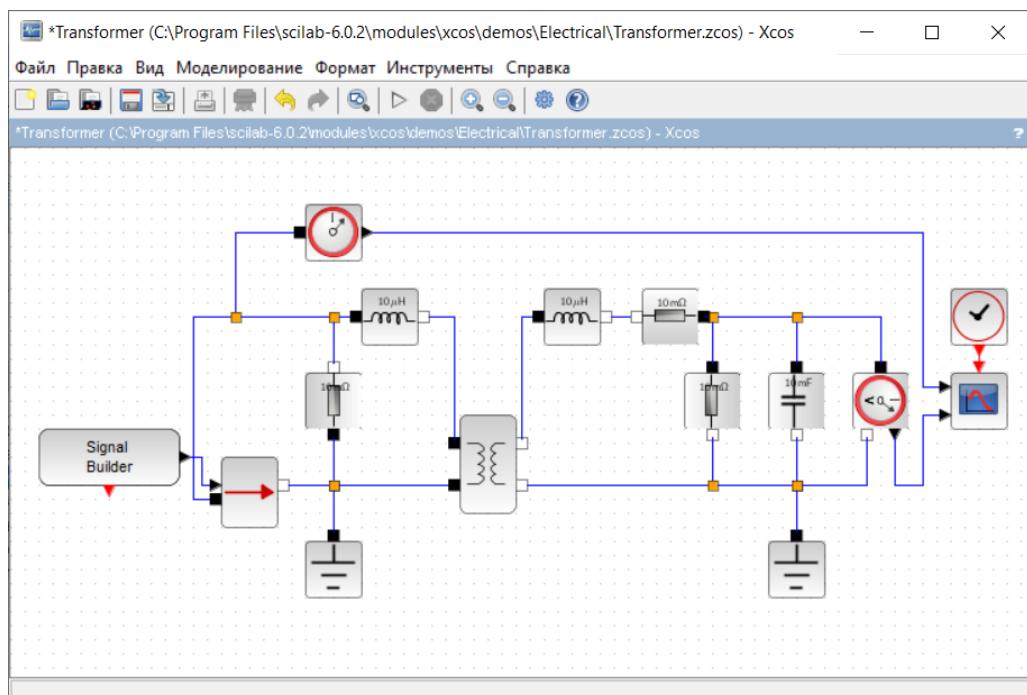 *Transformer (C:\Program Files\scilab-6.0.2\modules\xcos\demos\Electrical\Transformer.zcos) - Xcos
Файл Правка Вид Моделирование Формат Инструменты Справка
*Transformer (C:\Program Files\scilab-6.0.2\modules\xcos\demos\Electrical\Transformer.zcos) - Xcos
?
10μH
10μH
10mΩ
10mΩ
10mΩ
10mF
V
Signal
Builder